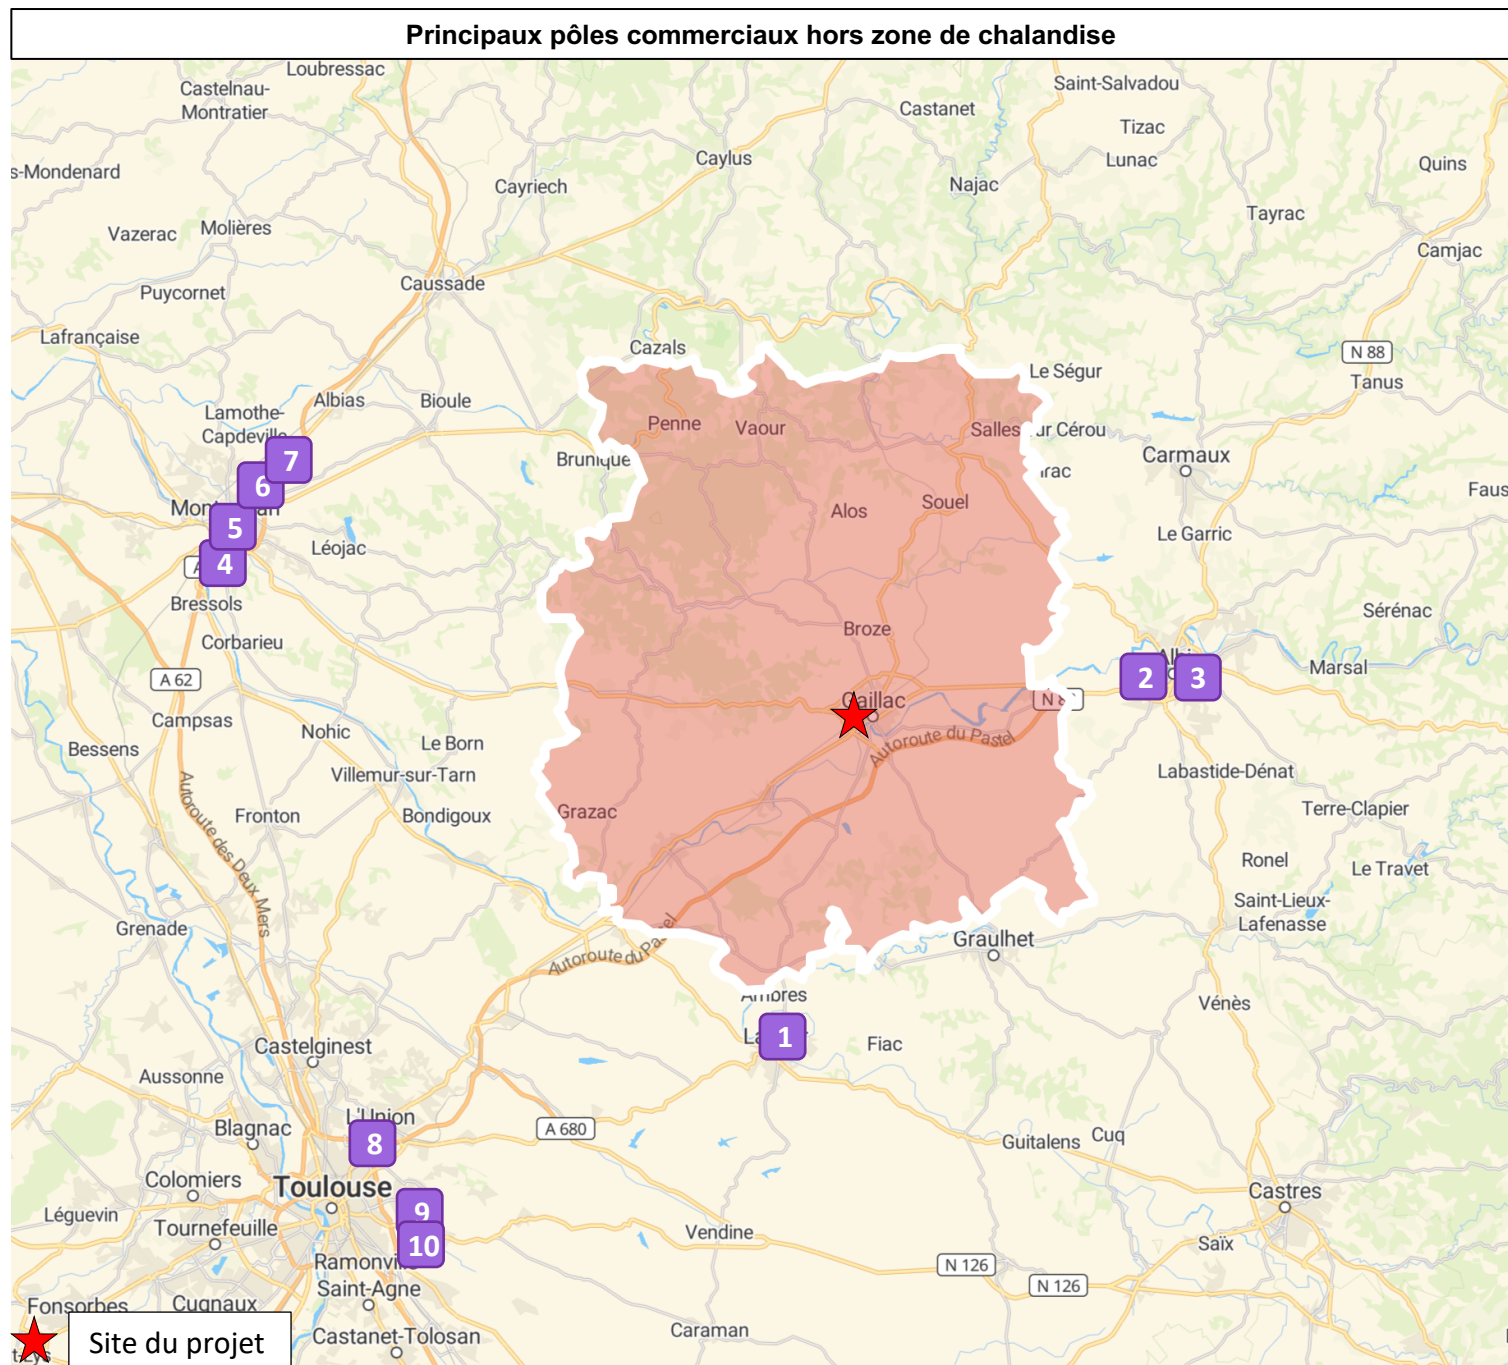 Principaux pôles commerciaux hors zone de chalandise
Loubressac
Castelnau-
Montratier
Saint-Salvadou
Castanet
Tizac
Lunac
Caylus
Quins
s-Mondenard
Cayriech
Najac
Tayrac
Vazerac
Molières
Camjac
Caussade
Puycornet
Lafrançaise
Cazals
N 88
Le Ségur
Tanus
Albias
Bioule
Lamothe-
Capdeville
Penne
Vaour
Salles
ur Cérou
Carmaux
Brunique
7
6
Souel
Alos
5
Le Garric
Léojac
4
Bressols
Sérénac
Broze
Corbarieu
Marsal
A 62
2
3
Gaillac
Campsas
Nohic
Autoroute du Pastel
Le Born
Bessens
Villemur-sur-Tarn
Labastide-Dénat
Autoroute des Deux Mers
Fronton
Bondigoux
Grazac
Terre-Clapier
Ronel
Le Travet
Saint-Lieux-
Lafenasse
Grenade
Graulhet
Autoroute du Pastel
Ambres
Vénès
1
Castelginest
Fiac
Aussonne
L'Union
Blagnac
8
A 680
Guitalens
Cuq
Colomiers
Toulouse
Castres
Léguevin
9
Tournefeuille
Vendine
Saïx
10
Ramonvi
Saint-Agne
N 126
N 126
Fonsorbes
Cugnaux
Castanet-Tolosan
Caraman
Site du projet